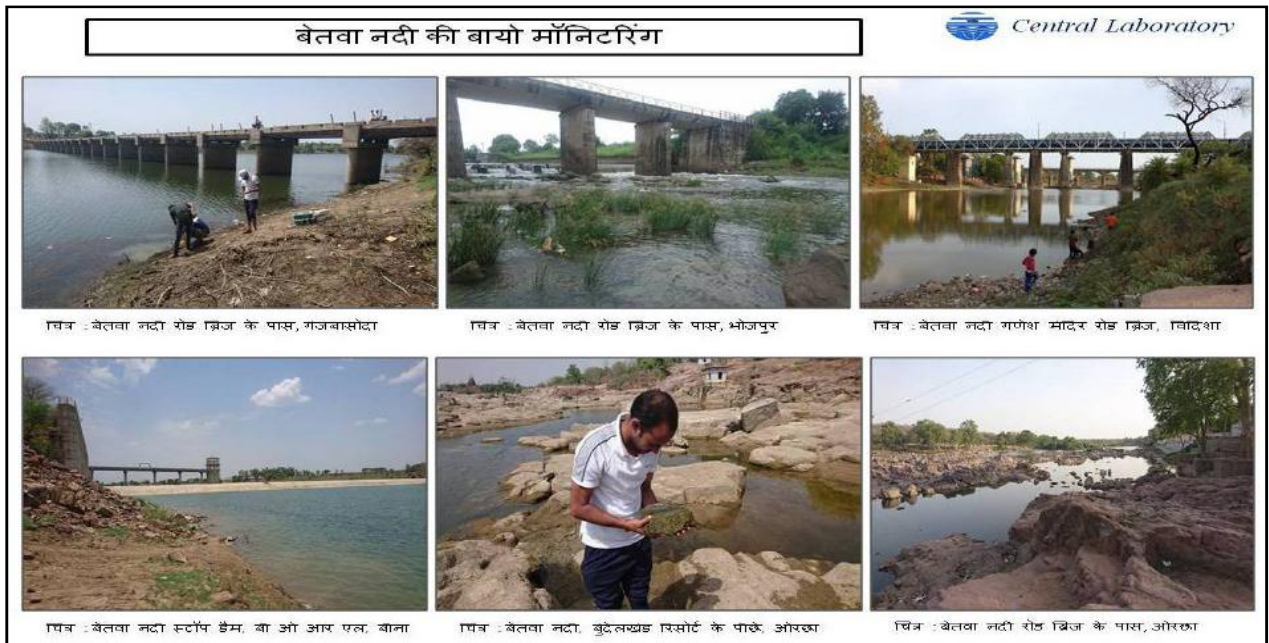 बेतवा नदी की बायो मॉनिटरिंग
Central Laboratory
चित्र : बेतवा नदी रोड ब्रिज के पास, गंजबासोदा
चित्र : बेतवा नदी रोड ब्रिज के पास, भोजपुर
चित्र : बेतवा नदी गणेश मंदिर रोड ब्रिज, विदिशा
चित्र : बेतवा नदी स्टॉप डैम, बी ओ आर एल, बीना
चित्र : बेतवा नदी, बुंदेलखंड रिसोर्ट के पीछे, ओरछा
चित्र : बेतवा नदी रोड ब्रिज के पास, ओरछा